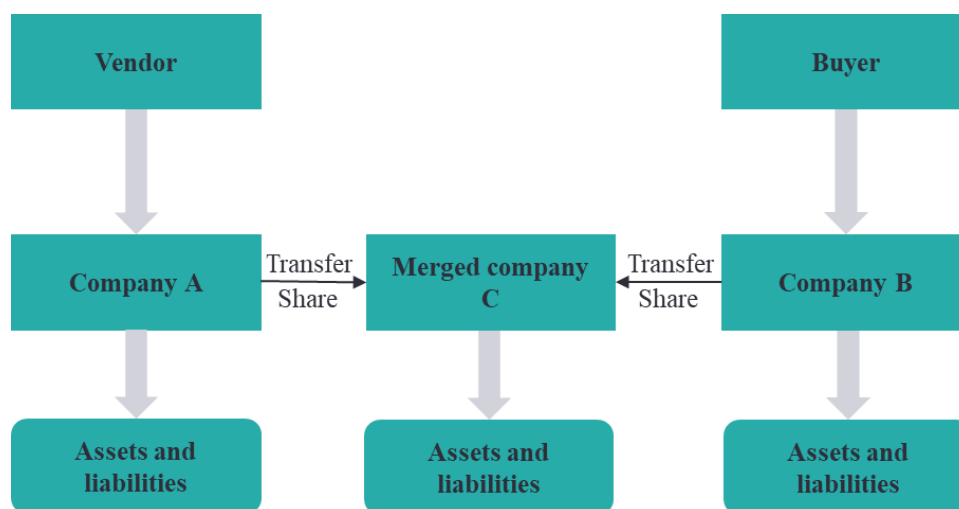 Vendor
Buyer
Company A
Transfer
Share
Merged company
C
Transfer
Share
Company B
Assets and
liabilities
Assets and
liabilities
Assets and
liabilities